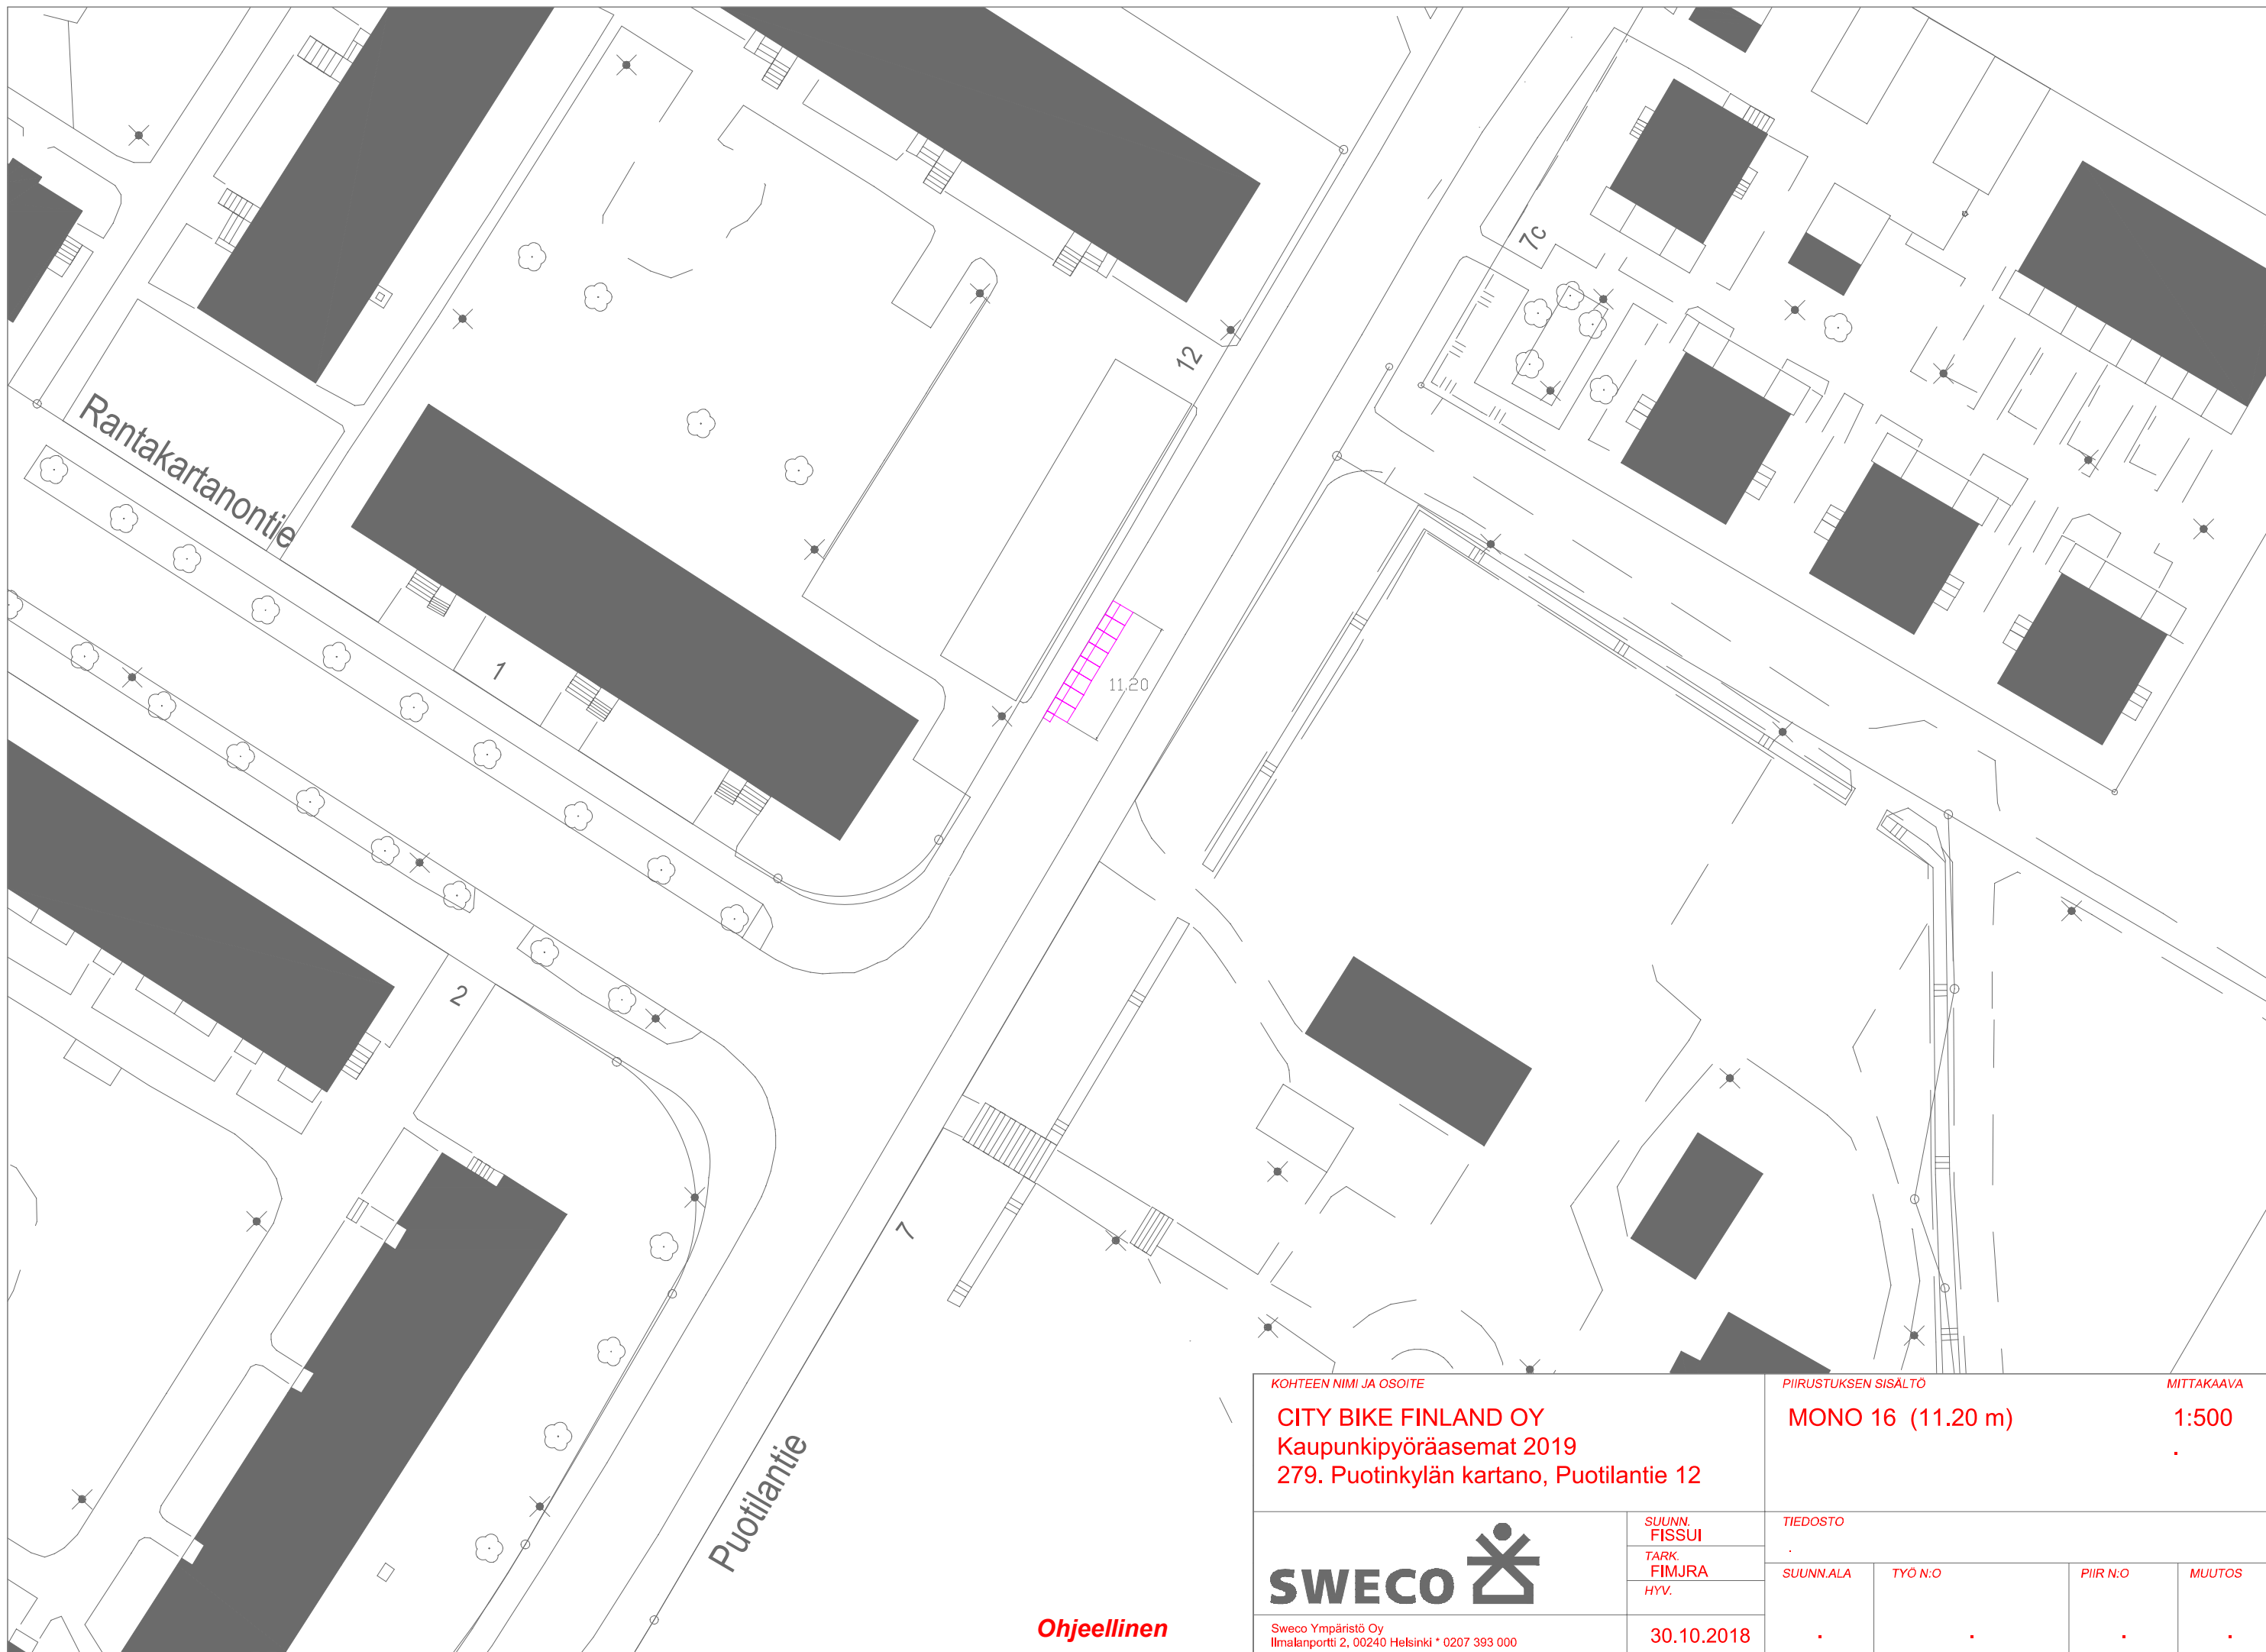 7c
12
Rantakartanontie
1
11.20
2
7
Puotilantie
Ohjeellinen
KOHTEEN NIMI JA OSOITE
CITY BIKE FINLAND OY
Kaupunkipyöräasemat 2019
279. Puotinkylän kartano, Puotilantie 12
PIIRUSTUKSEN SISÄLTÖ
MITTAKAAVA
MONO 16 (11.20 m)
1:500
.
SWECO
SUUNN.
FISSUI
TARK.
FIMJRA
HYV.
TIEDOSTO
.
SUUNN.ALA
TYÖ N:O
PIIR N:O
MUUTOS
Sweco Ympäristö Oy
Ilmalanportti 2, 00240 Helsinki * 0207 393 000
30.10.2018
. . . .